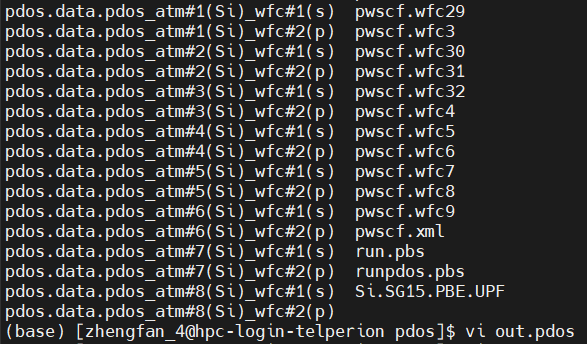 pdos.data.pdos_atm#1(Si)_wfc#1(s)  pwscf.wfc29
pdos.data.pdos_atm#1(Si)_wfc#2(p)  pwscf.wfc3
pdos.data.pdos_atm#2(Si)_wfc#1(s)  pwscf.wfc30
pdos.data.pdos_atm#2(Si)_wfc#2(p)  pwscf.wfc31
pdos.data.pdos_atm#3(Si)_wfc#1(s)  pwscf.wfc32
pdos.data.pdos_atm#3(Si)_wfc#2(p)  pwscf.wfc4
pdos.data.pdos_atm#4(Si)_wfc#1(s)  pwscf.wfc5
pdos.data.pdos_atm#4(Si)_wfc#2(p)  pwscf.wfc6
pdos.data.pdos_atm#5(Si)_wfc#1(s)  pwscf.wfc7
pdos.data.pdos_atm#5(Si)_wfc#2(p)  pwscf.wfc8
pdos.data.pdos_atm#6(Si)_wfc#1(s)  pwscf.wfc9
pdos.data.pdos_atm#6(Si)_wfc#2(p)  pwscf.xml
pdos.data.pdos_atm#7(Si)_wfc#1(s)  run.pbs
pdos.data.pdos_atm#7(Si)_wfc#2(p)  runpdos.pbs
pdos.data.pdos_atm#8(Si)_wfc#1(s)  Si.SG15.PBE.UPF
pdos.data.pdos_atm#8(Si)_wfc#2(p)
(base) [zhengfan_4@hpc-login-telperion pdos]$ vi out.pdos